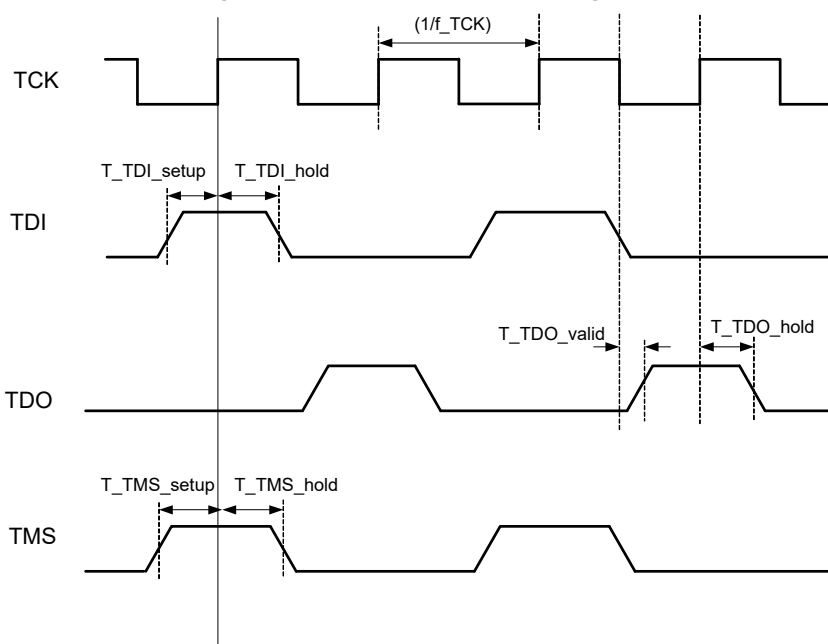 (1/f_TCK)
TCK
T_TDI_setup
T_TDI_hold
TDI
T_TDO_valid
T_TDO_hold
TDO
T_TMS_setup
T_TMS_hold
TMS